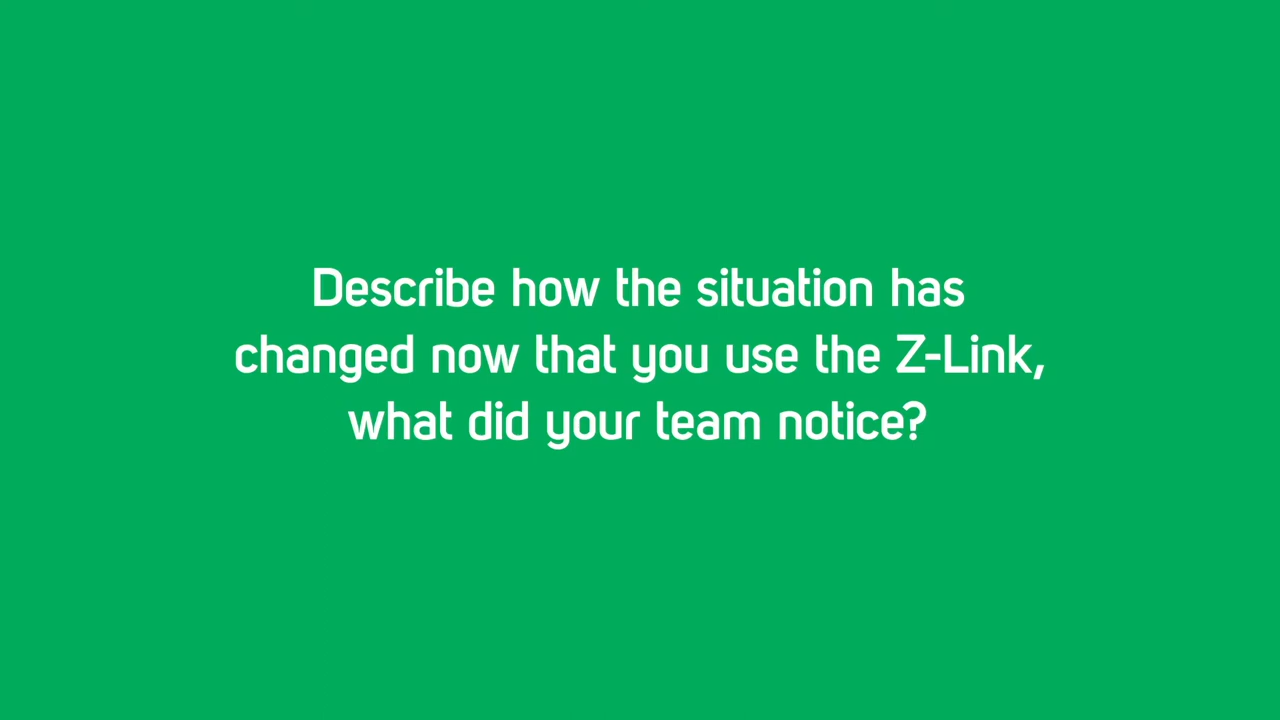 Describe how the situation has
changed now that you use the Z-Link,
what did your team notice?